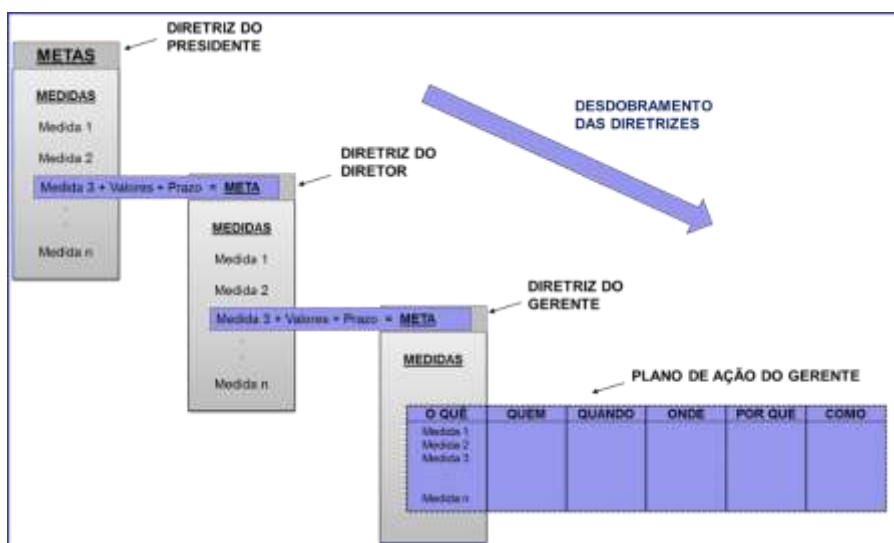 DIRETRIZ DO
PRESIDENTE
METAS
MEDIDAS
Medida 1
Medida 2
Medida 3 + Valores + Prazo = META
.
.
Medida n
DESDOBRAMENTO
DAS DIRETRIZES
DIRETRIZ DO
DIRETOR
MEDIDAS
Medida 1
Medida 2
Medida 3 + Valores + Prazo = META
.
.
Medida n
DIRETRIZ DO
GERENTE
MEDIDAS
PLANO DE AÇÃO DO GERENTE
O QUÊ QUEM QUANDO ONDE POR QUE COMO
Medida 1
Medida 2
Medida 3
Medida n